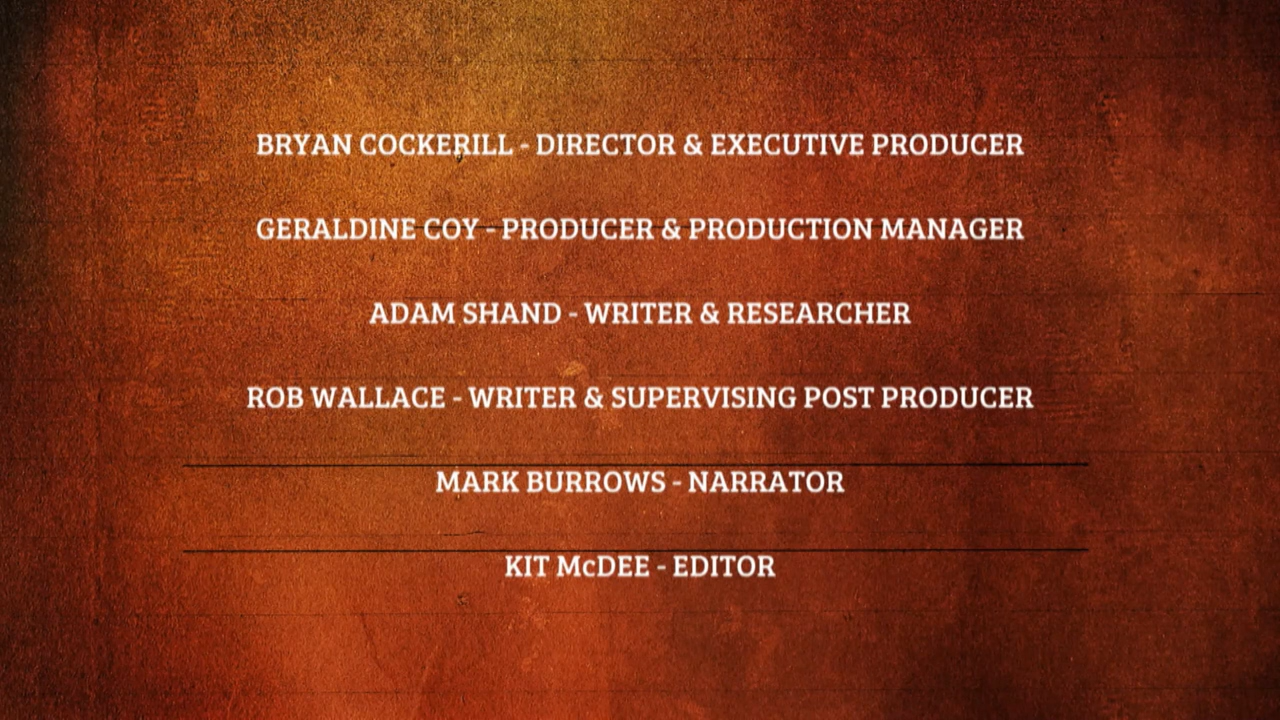 BRYAN COCKERILL - DIRECTOR & EXECUTIVE PRODUCER
GERALDINE COY - PRODUCER & PRODUCTION MANAGER
ADAM SHAND - WRITER & RESEARCHER
ROB WALLACE - WRITER & SUPERVISING POST PRODUCER
MARK BURROWS - NARRATOR
KIT McDEE - EDITOR